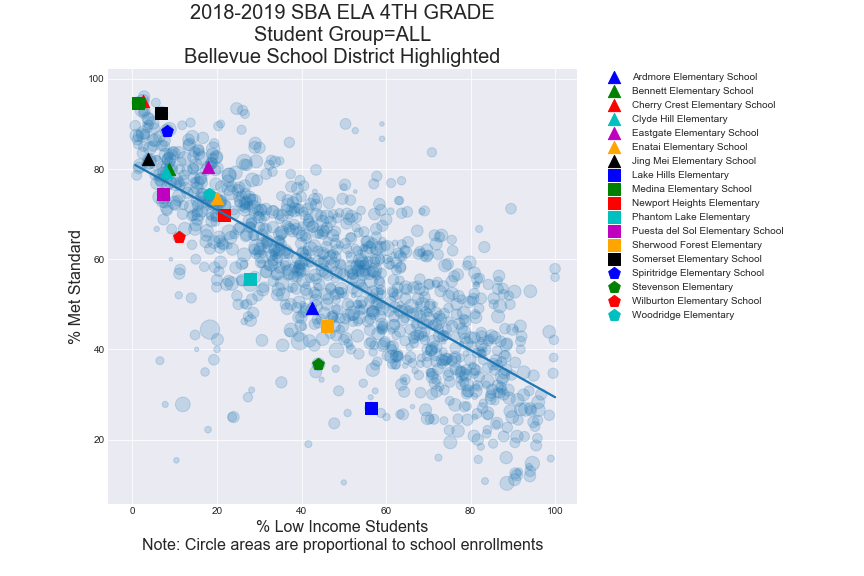 2018-2019 SBA ELA 4TH GRADE
Student Group=ALL
Bellevue School District Highlighted
100
80
60
40
20
% Met Standard
0
20
40
60
80
100
% Low Income Students
Note: Circle areas are proportional to school enrollments
Ardmore Elementary School
Bennett Elementary School
Cherry Crest Elementary School
Clyde Hill Elementary
Eastgate Elementary School
Enatai Elementary School
Jing Mei Elementary School
Lake Hills Elementary
Medina Elementary School
Newport Heights Elementary
Phantom Lake Elementary
Puesta del Sol Elementary School
Sherwood Forest Elementary
Somerset Elementary School
Spiritridge Elementary School
Stevenson Elementary
Wilburton Elementary School
Woodridge Elementary